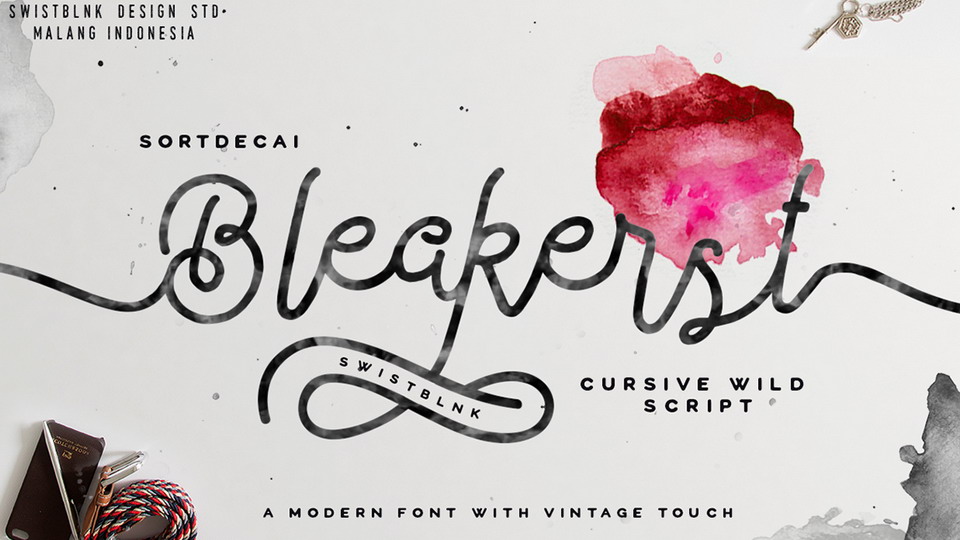 SWISTBLNK DESIGN STD.
MALANG INDONESIA
SORTDECAI
Bleakerst
SWISTBLNK
CURSIVE WILD
SCRIPT
A MODERN FONT WITH VINTAGE TOUCH